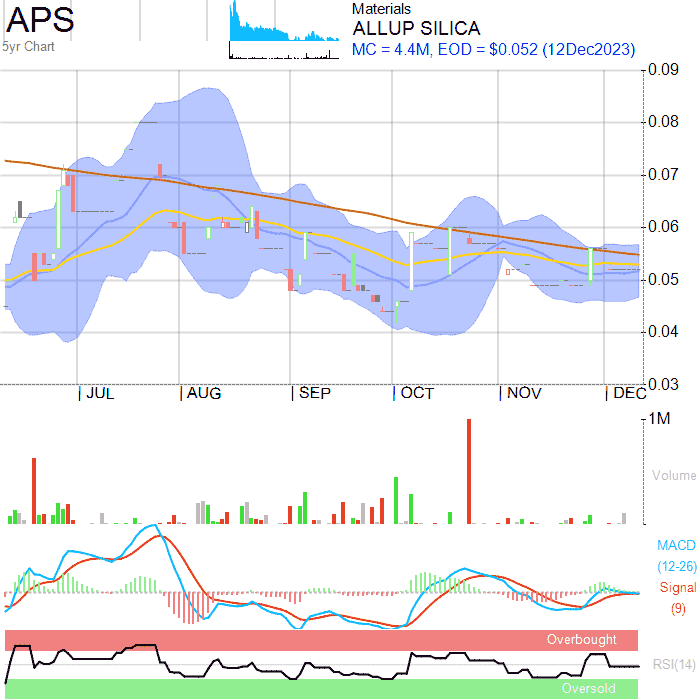 APS
5yr Chart
Materials
ALLUP SILICA
MC = 4.4M, EOD = $0.052 (12Dec2023)
0.09
0.08
0.07
0.06
0.05
0.04
0.03
JUL AUG SEP OCT NOV DEC
1M
Volume
MACD
(12-26)
Signal
(9)
Overbought
RSI(14)
Oversold